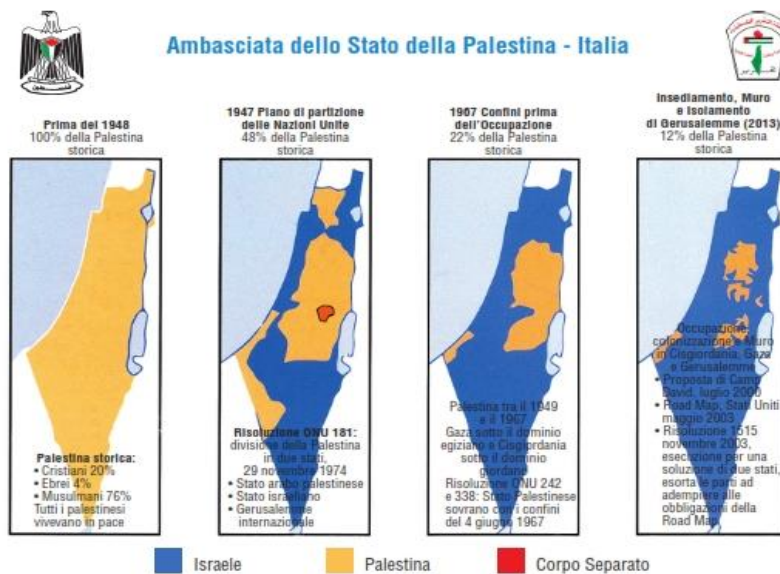 Ambasciata dello Stato della Palestina - Italia
Prima del 1948
100% della Palestina
storica
Palestina storica:
• Cristiani 20%
• Ebrei 4%
• Musulmani 76%
Tutti i palestinesi
vivevano in pace
1947 Piano di partizione
delle Nazioni Unite
48% della Palestina
storica
Risoluzione ONU 181:
divisione della Palestina
in due stati,
29 novembre 1974
• Stato arabo palestinese
• Stato israeliano
• Gerusalemme
internazionale
1967 Confini prima
dell'Occupazione
22% della Palestina
storica
Palestina tra il 1949
e il 1967
Gaza sotto il dominio
egiziano e Cisgiordania
sotto il dominio
giordano
Risoluzione ONU 242
e 338: Stato Palestinese
sovrano con i confini
del 4 giugno 1967
Insediamento, Muro
e Isolamento
di Gerusalemme (2013)
12% della Palestina
storica
Occupazione,
colonizzazione e Muro
in Cisgiordania, Gaza
e Gerusalemme
• Proposta di Camp
David, luglio 2000
• Road Map, Stati Uniti
maggio 2003
• Risoluzione 1515
novembre 2003,
esecuzione per una
soluzione di due stati,
esorta le parti ad
adempiere alle
obbligazioni della
Road Map
Israele
Palestina
Corpo Separato